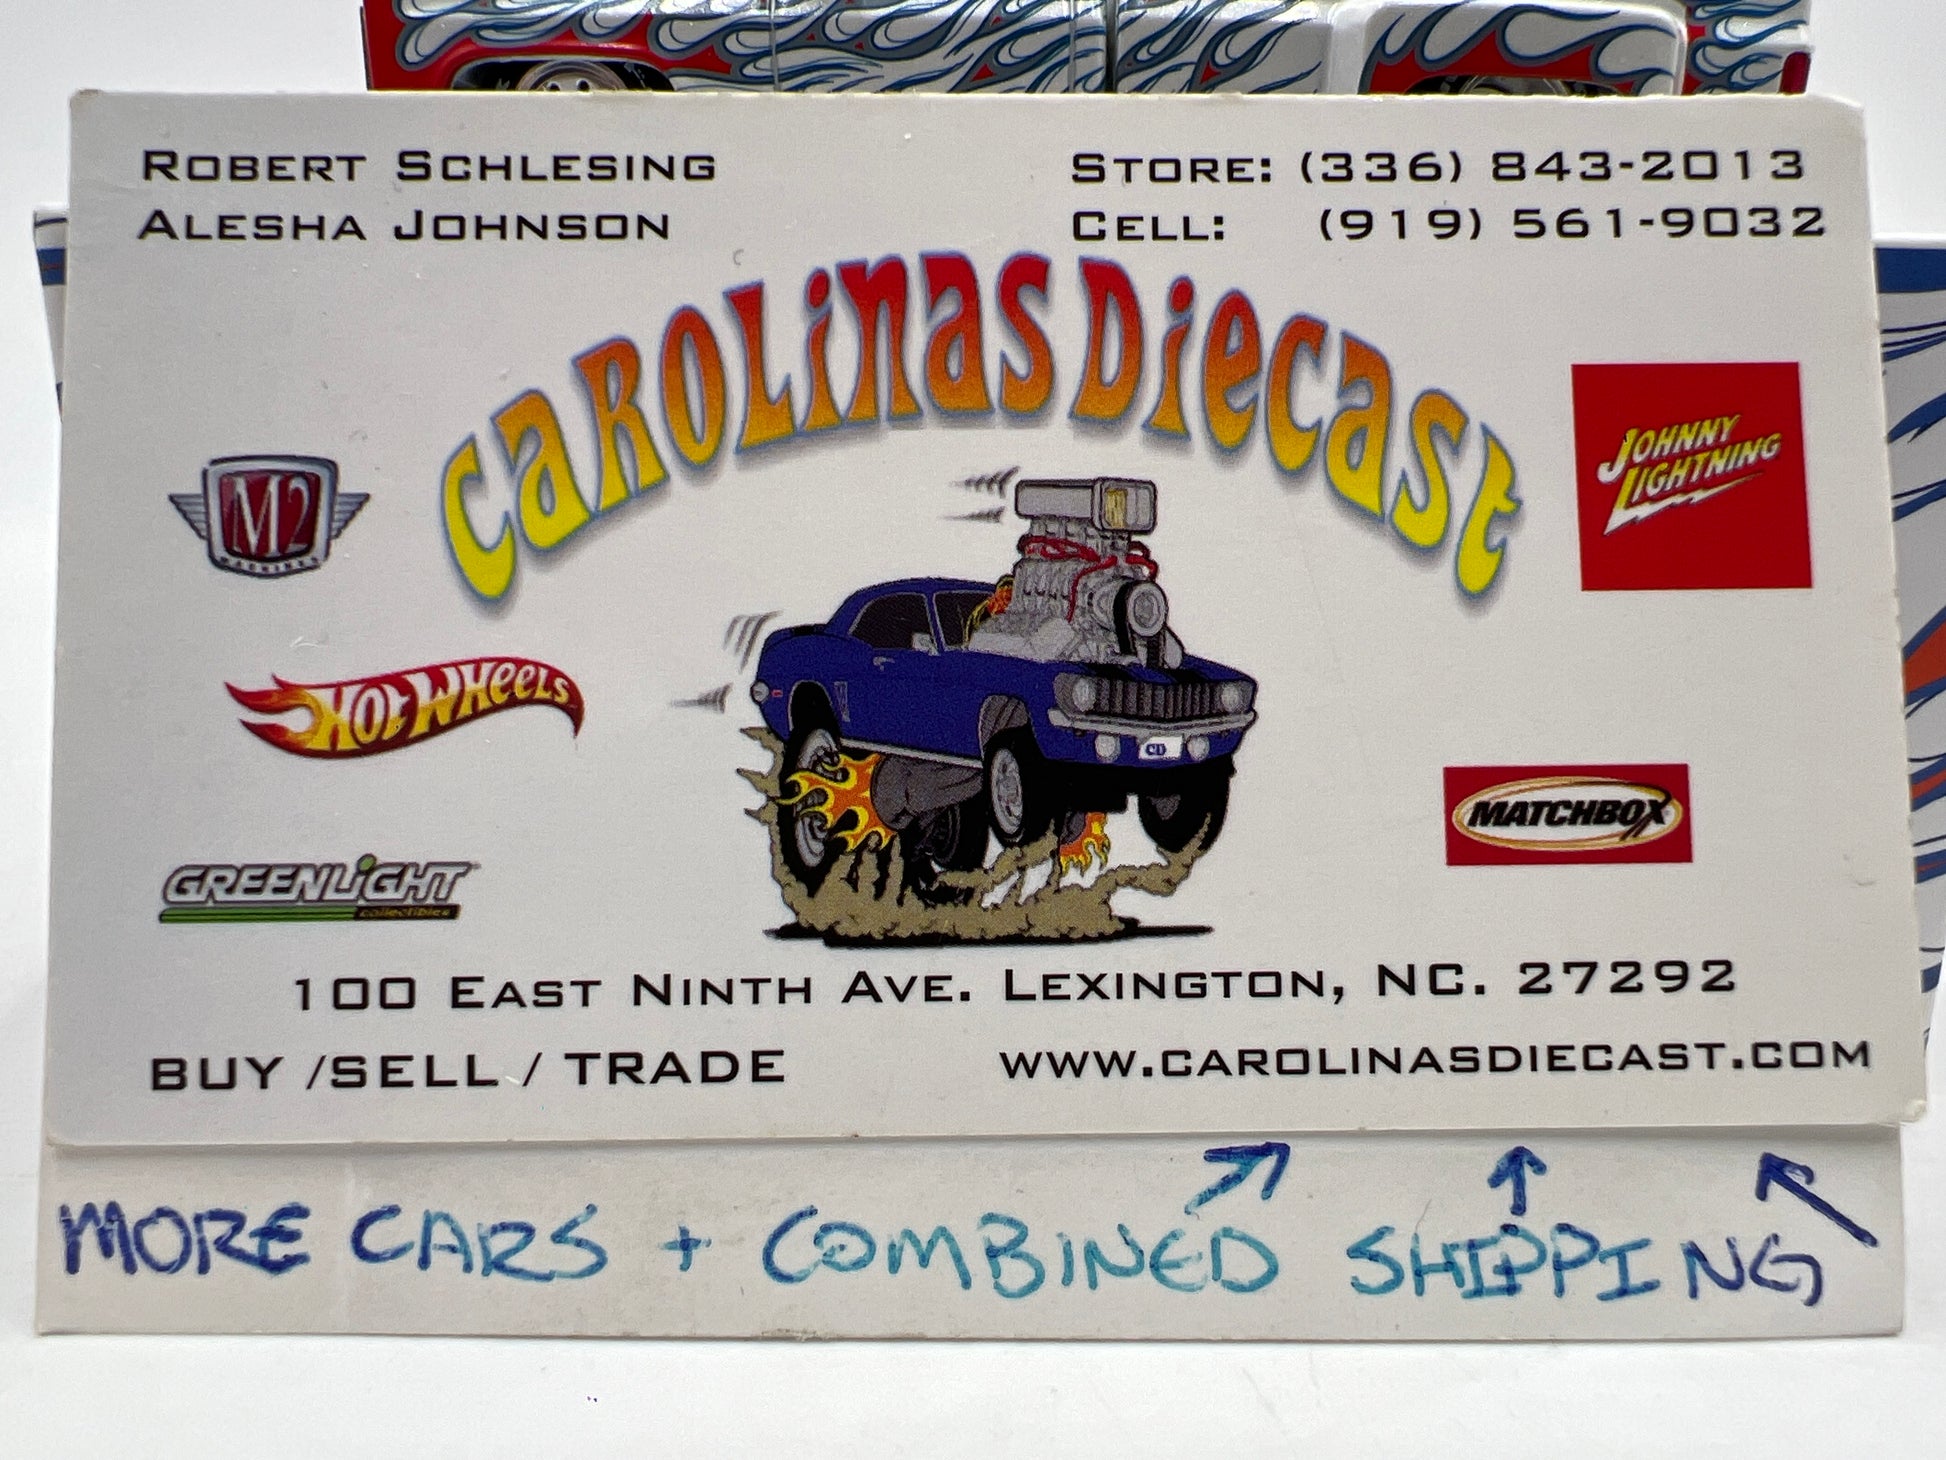 ROBERT SCHLESING
ALESHA JOHNSON
STORE: (336) 843-2013
CELL: (919) 561-9032
CAROLINAS DIECAST
M2
MACHINES
JOHNNY
LIGHTNING
HOT WHEELS
CD
MATCHBOX
GREENLIGHT
collectibles
100 EAST NINTH AVE. LEXINGTON, NC. 27292
BUY /SELL / TRADE
WWW.CAROLINASDIECAST.COM
MORE CARS + COMBINED SHIPPING